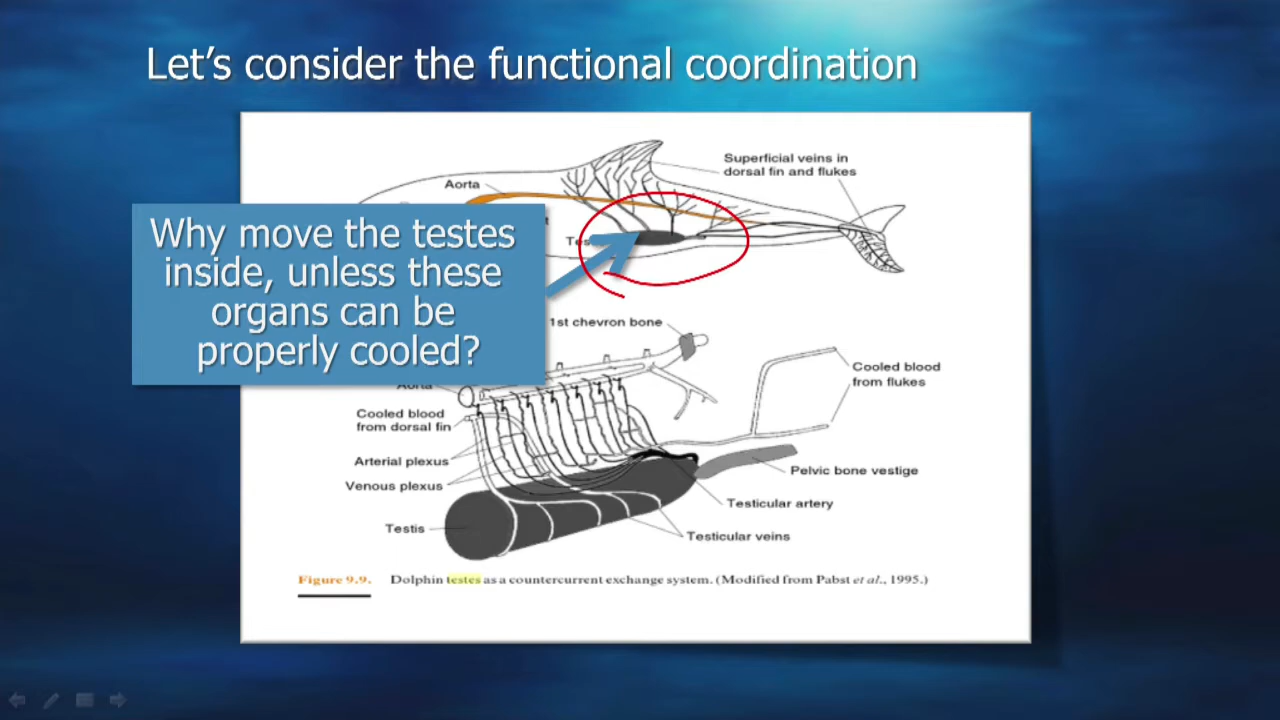 Let's consider the functional coordination
Superficial veins in
dorsal fin and flukes
Aorta
Why move the testes
inside, unless these
organs can be
properly cooled?
1st chevron bone
Cooled blood
from flukes
Aorta
Cooled blood
from dorsal fin
Arterial plexus
Pelvic bone vestige
Venous plexus
Testicular artery
Testis
Testicular veins
Figure 9.9. Dolphin testes as a countercurrent exchange system. (Modified from Pabst et al., 1995.)